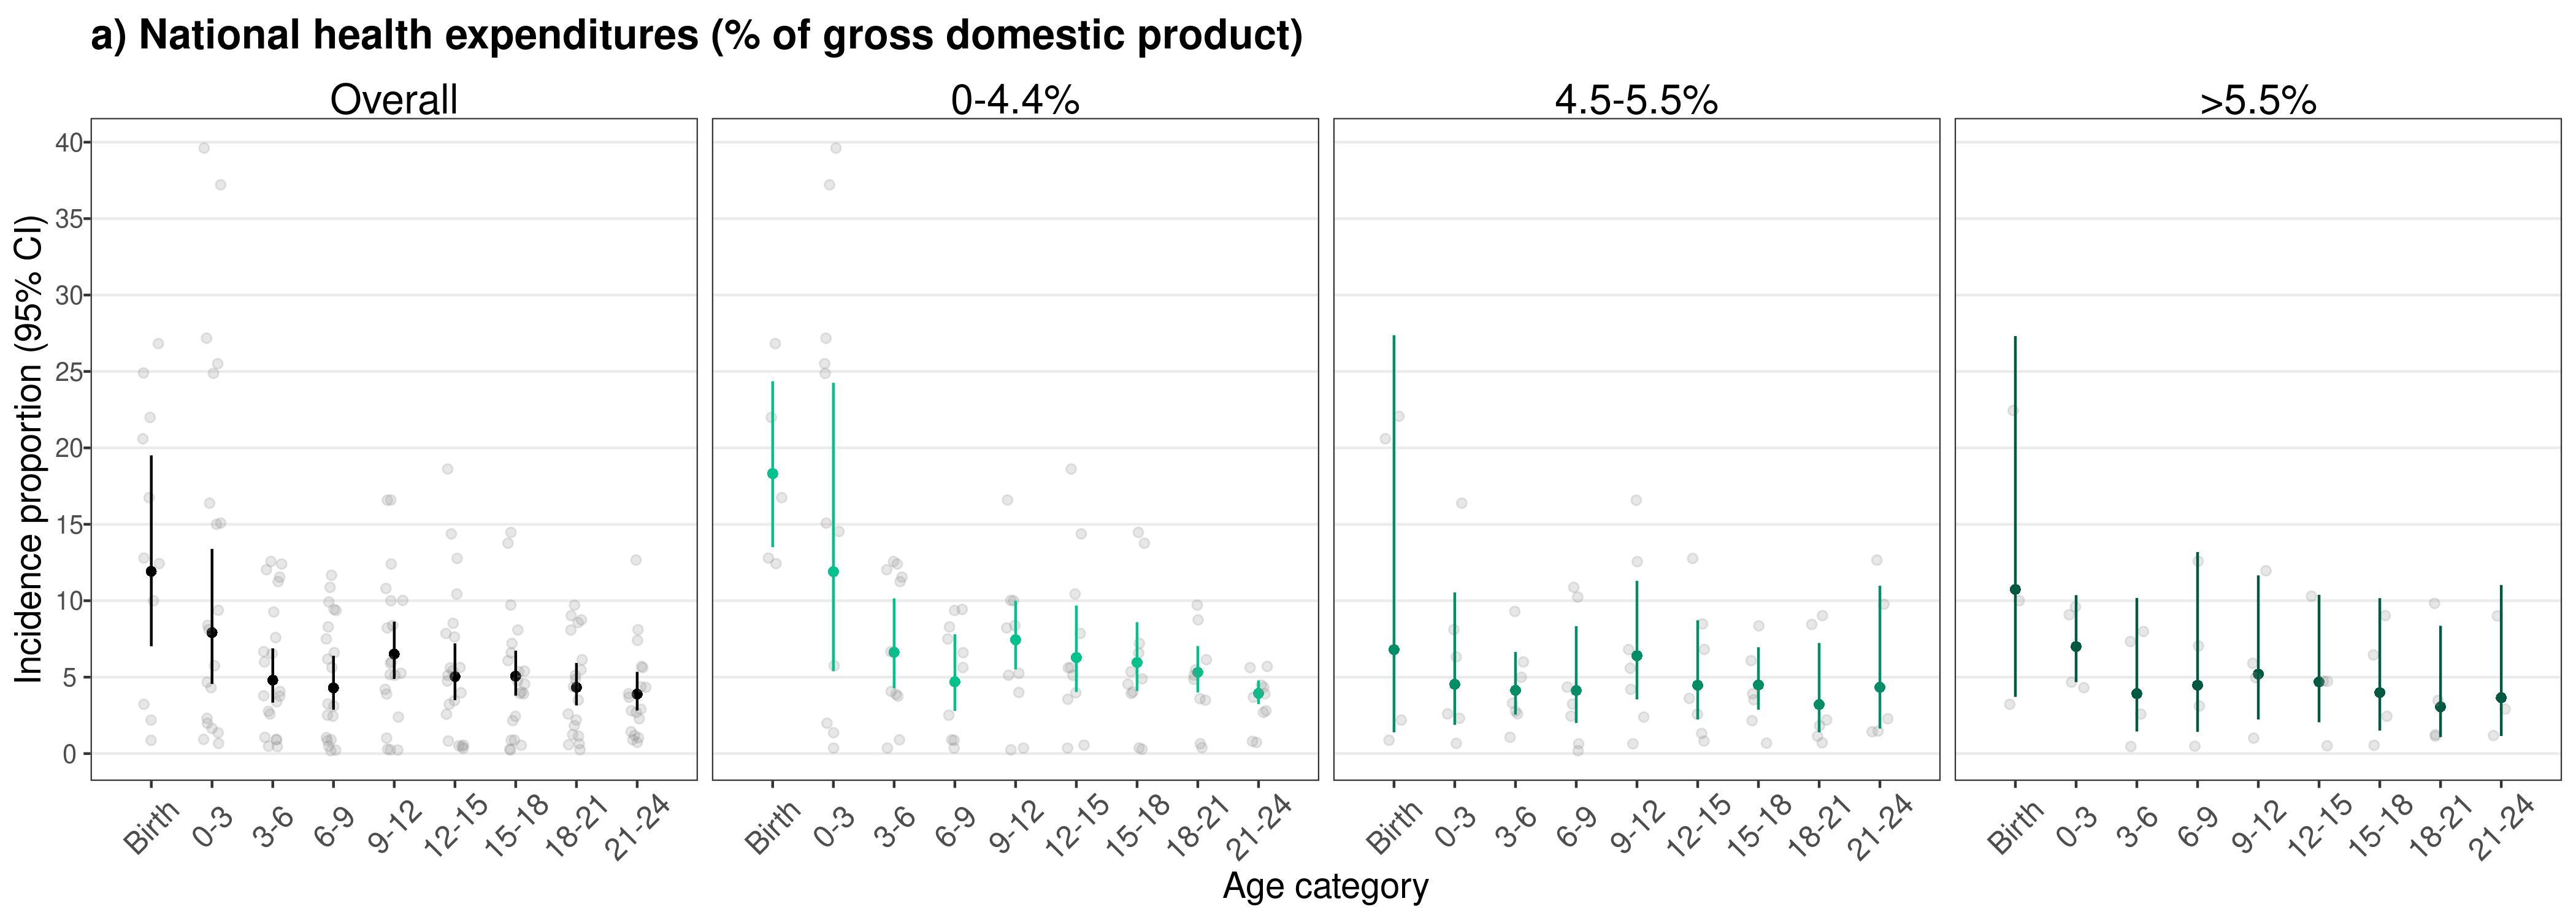 a) National health expenditures (% of gross domestic product)
Overall
0-4.4%
4.5-5.5%
>5.5%
Incidence proportion (95% CI)
40
35
30
25
20
15
10
5
0
Birth 0-3 3-6 6-9 9-12 12-15 15-18 18-21 21-24
Birth 0-3 3-6 6-9 9-12 12-15 15-18 18-21 21-24
Birth 0-3 3-6 6-9 9-12 12-15 15-18 18-21 21-24
Birth 0-3 3-6 6-9 9-12 12-15 15-18 18-21 21-24
Age category